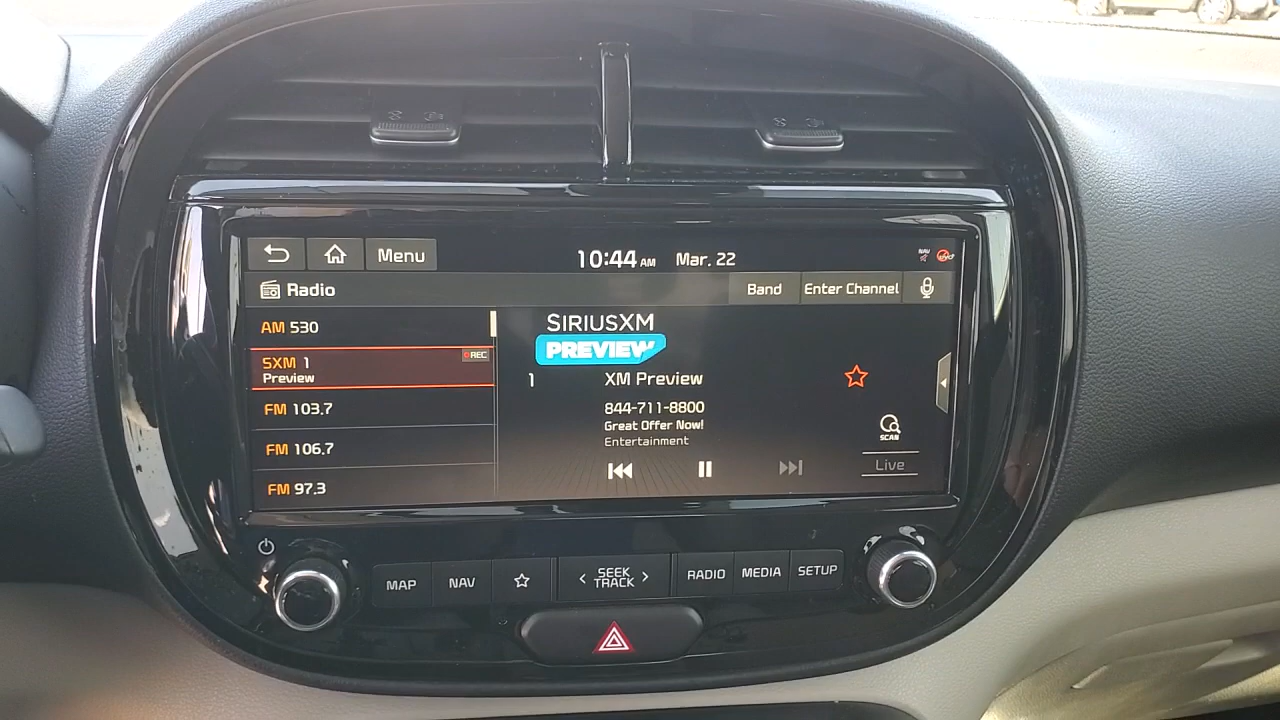 Menu
10:44 AM Mar. 22
Radio
Band
Enter Channel
AM 530
SXM 1
REC
Preview
FM 103.7
FM 106.7
FM 97.3
SIRIUSXM
PREVIEW
1
XM Preview
844-711-8800
Great Offer Now!
Entertainment
SCAN
Live
MAP
NAV
SEEK
TRACK
RADIO
MEDIA
SETUP